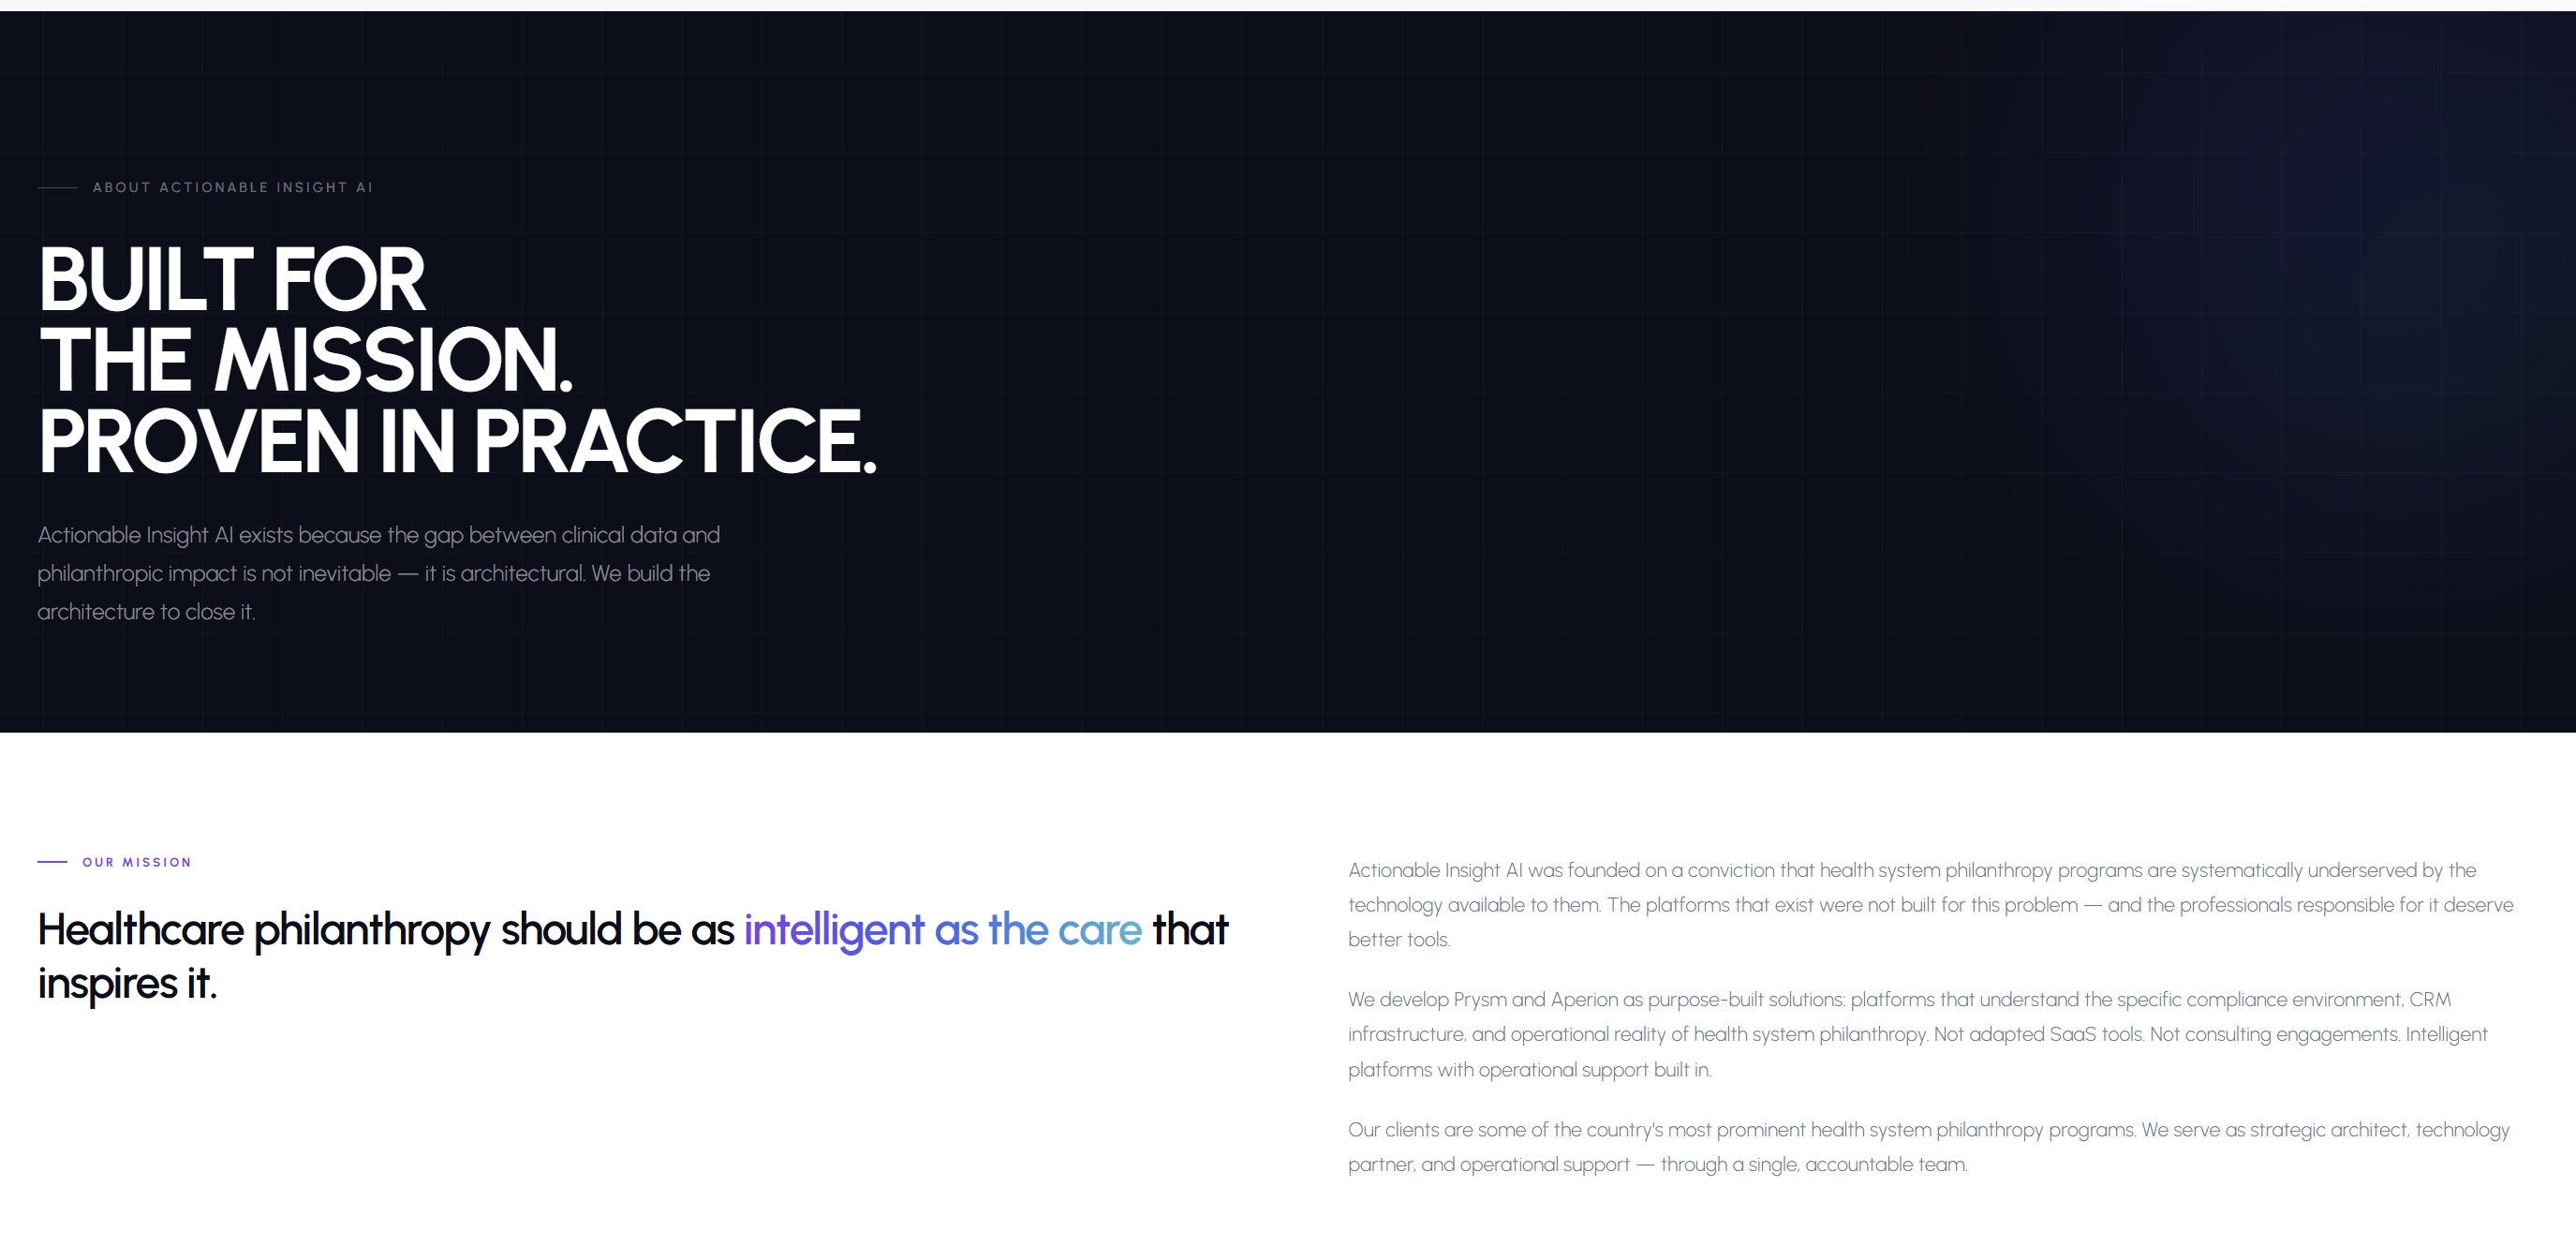 ABOUT ACTIONABLE INSIGHT AI
BUILT FOR
THE MISSION.
PROVEN IN PRACTICE.
Actionable Insight AI exists because the gap between clinical data and
philanthropic impact is not inevitable — it is architectural. We build the
architecture to close it.
OUR MISSION
Healthcare philanthropy should be as intelligent as the care that
inspires it.
Actionable Insight AI was founded on a conviction that health system philanthropy programs are systematically underserved by the
technology available to them. The platforms that exist were not built for this problem — and the professionals responsible for it deserve
better tools.
We develop Prysm and Aperion as purpose-built solutions: platforms that understand the specific compliance environment, CRM
infrastructure, and operational reality of health system philanthropy. Not adapted SaaS tools. Not consulting engagements. Intelligent
platforms with operational support built in.
Our clients are some of the country's most prominent health system philanthropy programs. We serve as strategic architect, technology
partner, and operational support — through a single, accountable team.